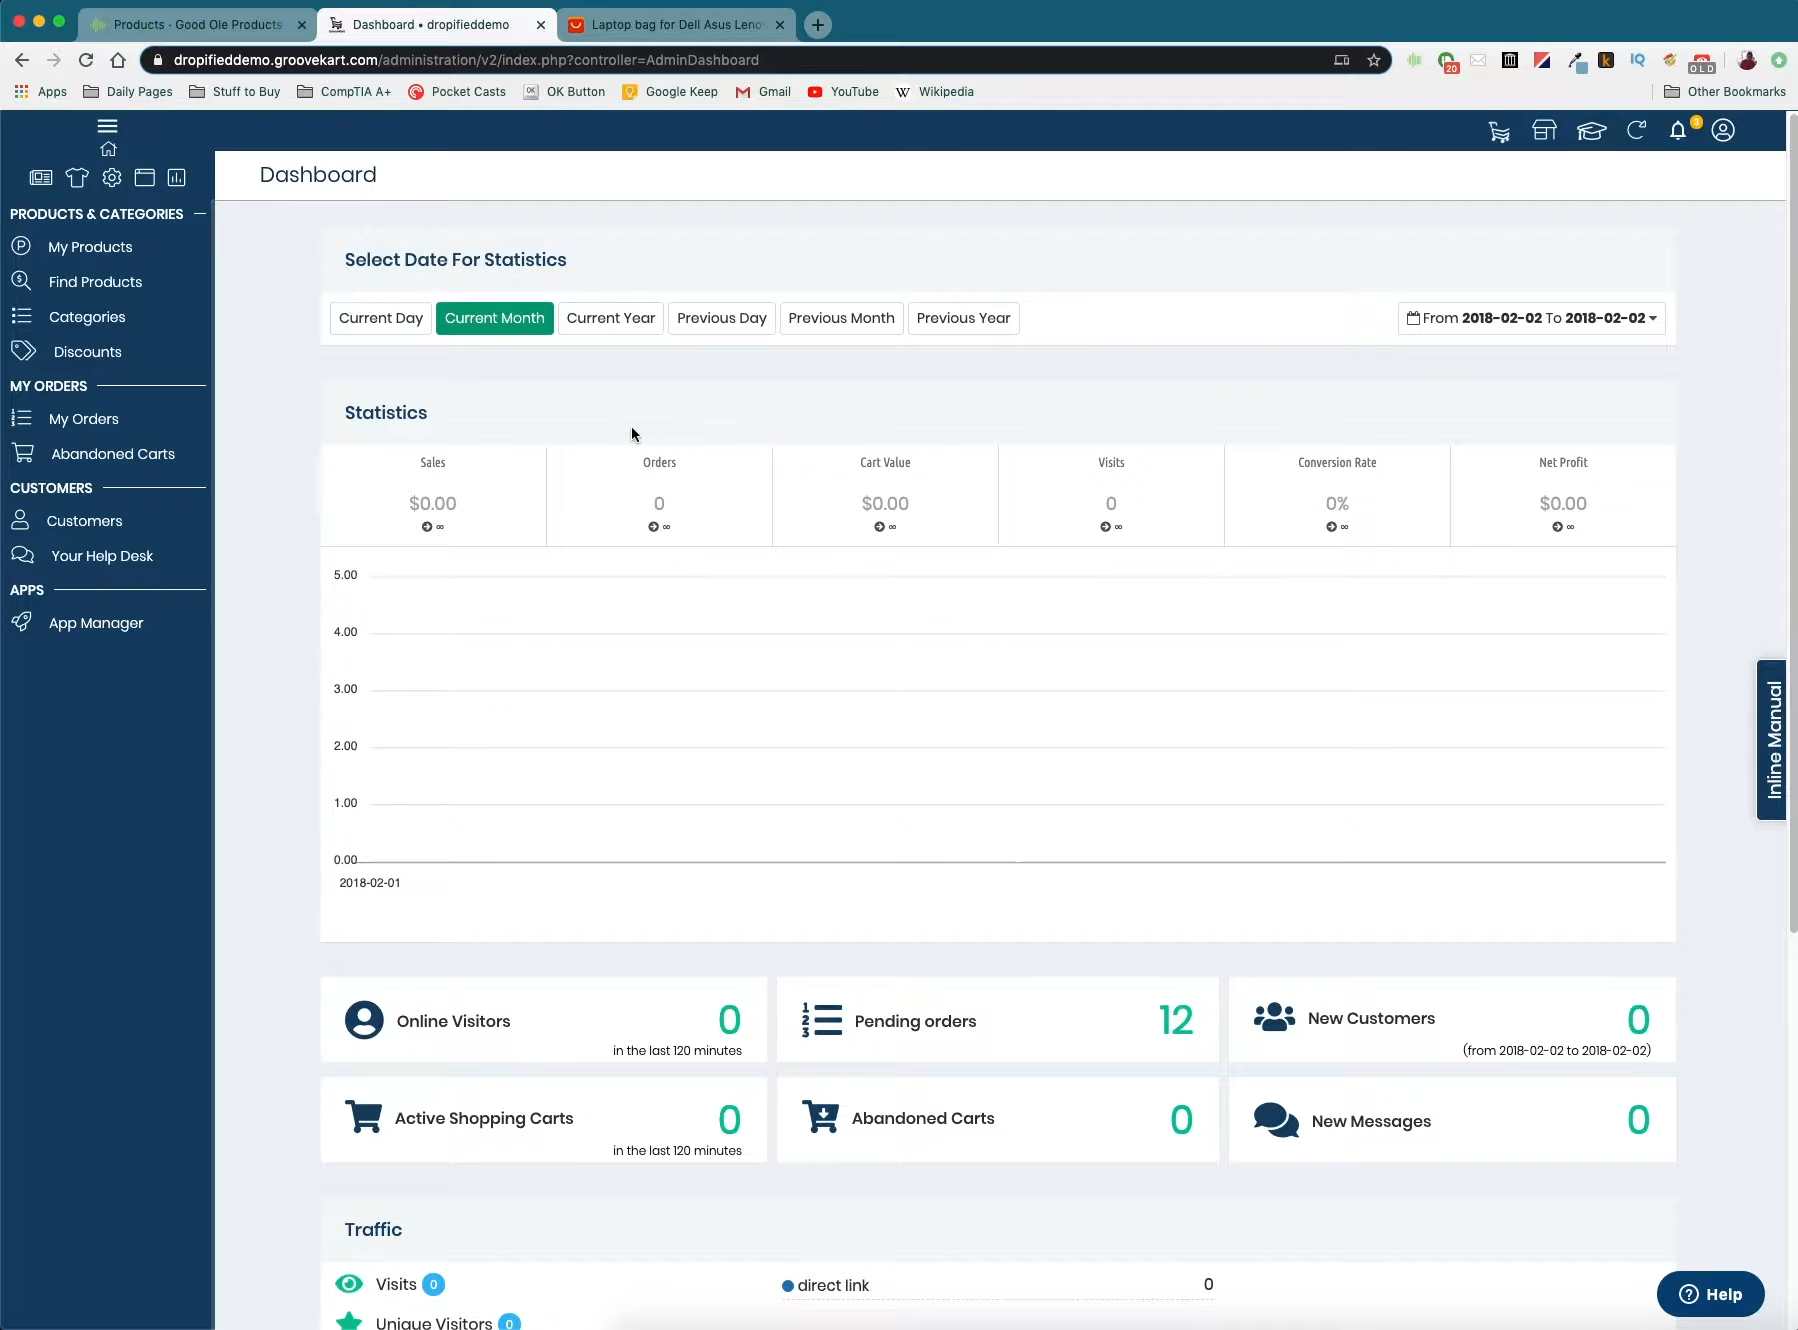 Products · Good Ole Products
Dashboard • dropifieddemo
Laptop bag for Dell Asus Leno
dropifieddemo.groovekart.com/administration/v2/index.php?controller=AdminDashboard
20
IQ
OLD
Apps
Daily Pages
Stuff to Buy
CompTIA A+
Pocket Casts
OK Button
Google Keep
Gmail
YouTube
Wikipedia
Other Bookmarks
3
Dashboard
PRODUCTS & CATEGORIES
My Products
Find Products
Categories
Discounts
MY ORDERS
My Orders
Abandoned Carts
CUSTOMERS
Customers
Your Help Desk
APPS
App Manager
Select Date For Statistics
Current Day
Current Month
Current Year
Previous Day
Previous Month
Previous Year
From 2018-02-02 To 2018-02-02
Statistics
Sales
$0.00
∞
Orders
0
∞
Cart Value
$0.00
∞
Visits
0
∞
Conversion Rate
0%
∞
Net Profit
$0.00
∞
5.00
4.00
3.00
2.00
1.00
0.00
2018-02-01
Inline Manual
Online Visitors
0
in the last 120 minutes
Pending orders
12
New Customers
0
(from 2018-02-02 to 2018-02-02)
Active Shopping Carts
0
in the last 120 minutes
Abandoned Carts
0
New Messages
0
Traffic
Visits 0
direct link
0
Unique Visitors 0
Help